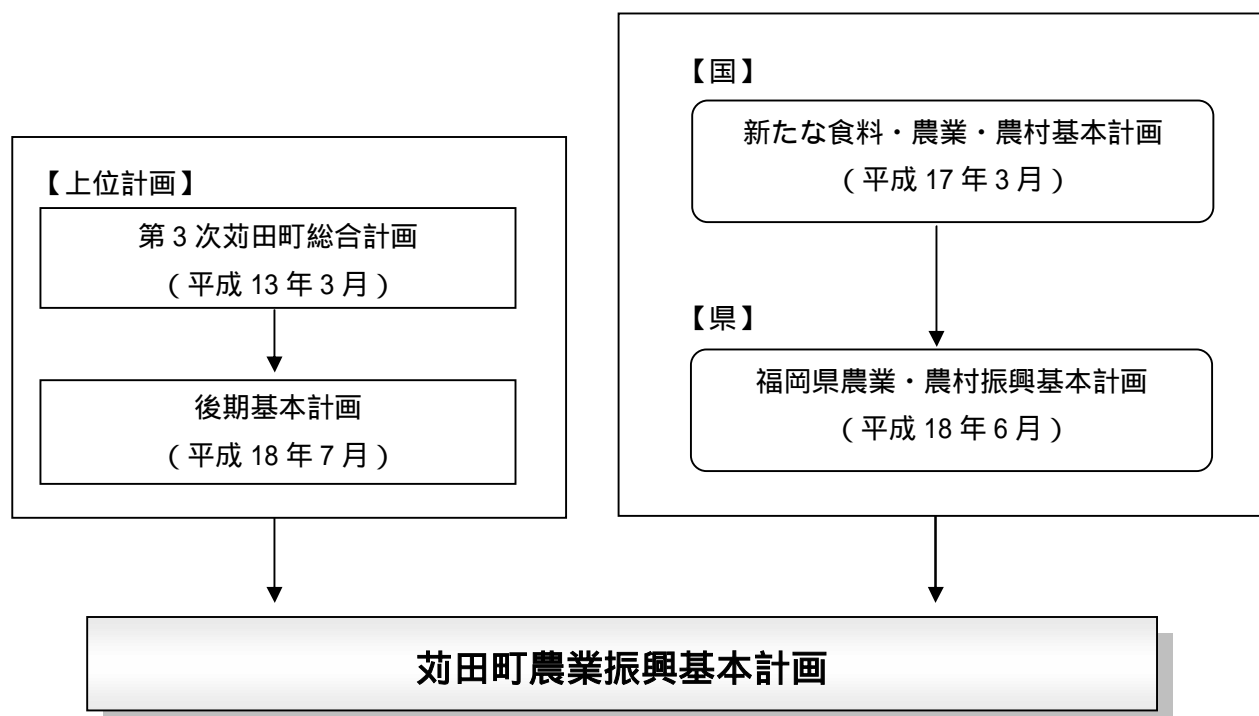 【上位計画】
第3次苅田町総合計画
（平成13年3月）
後期基本計画
（平成18年7月）
【国】
新たな食料・農業・農村基本計画
（平成17年3月）
【県】
福岡県農業・農村振興基本計画
（平成18年6月）
苅田町農業振興基本計画